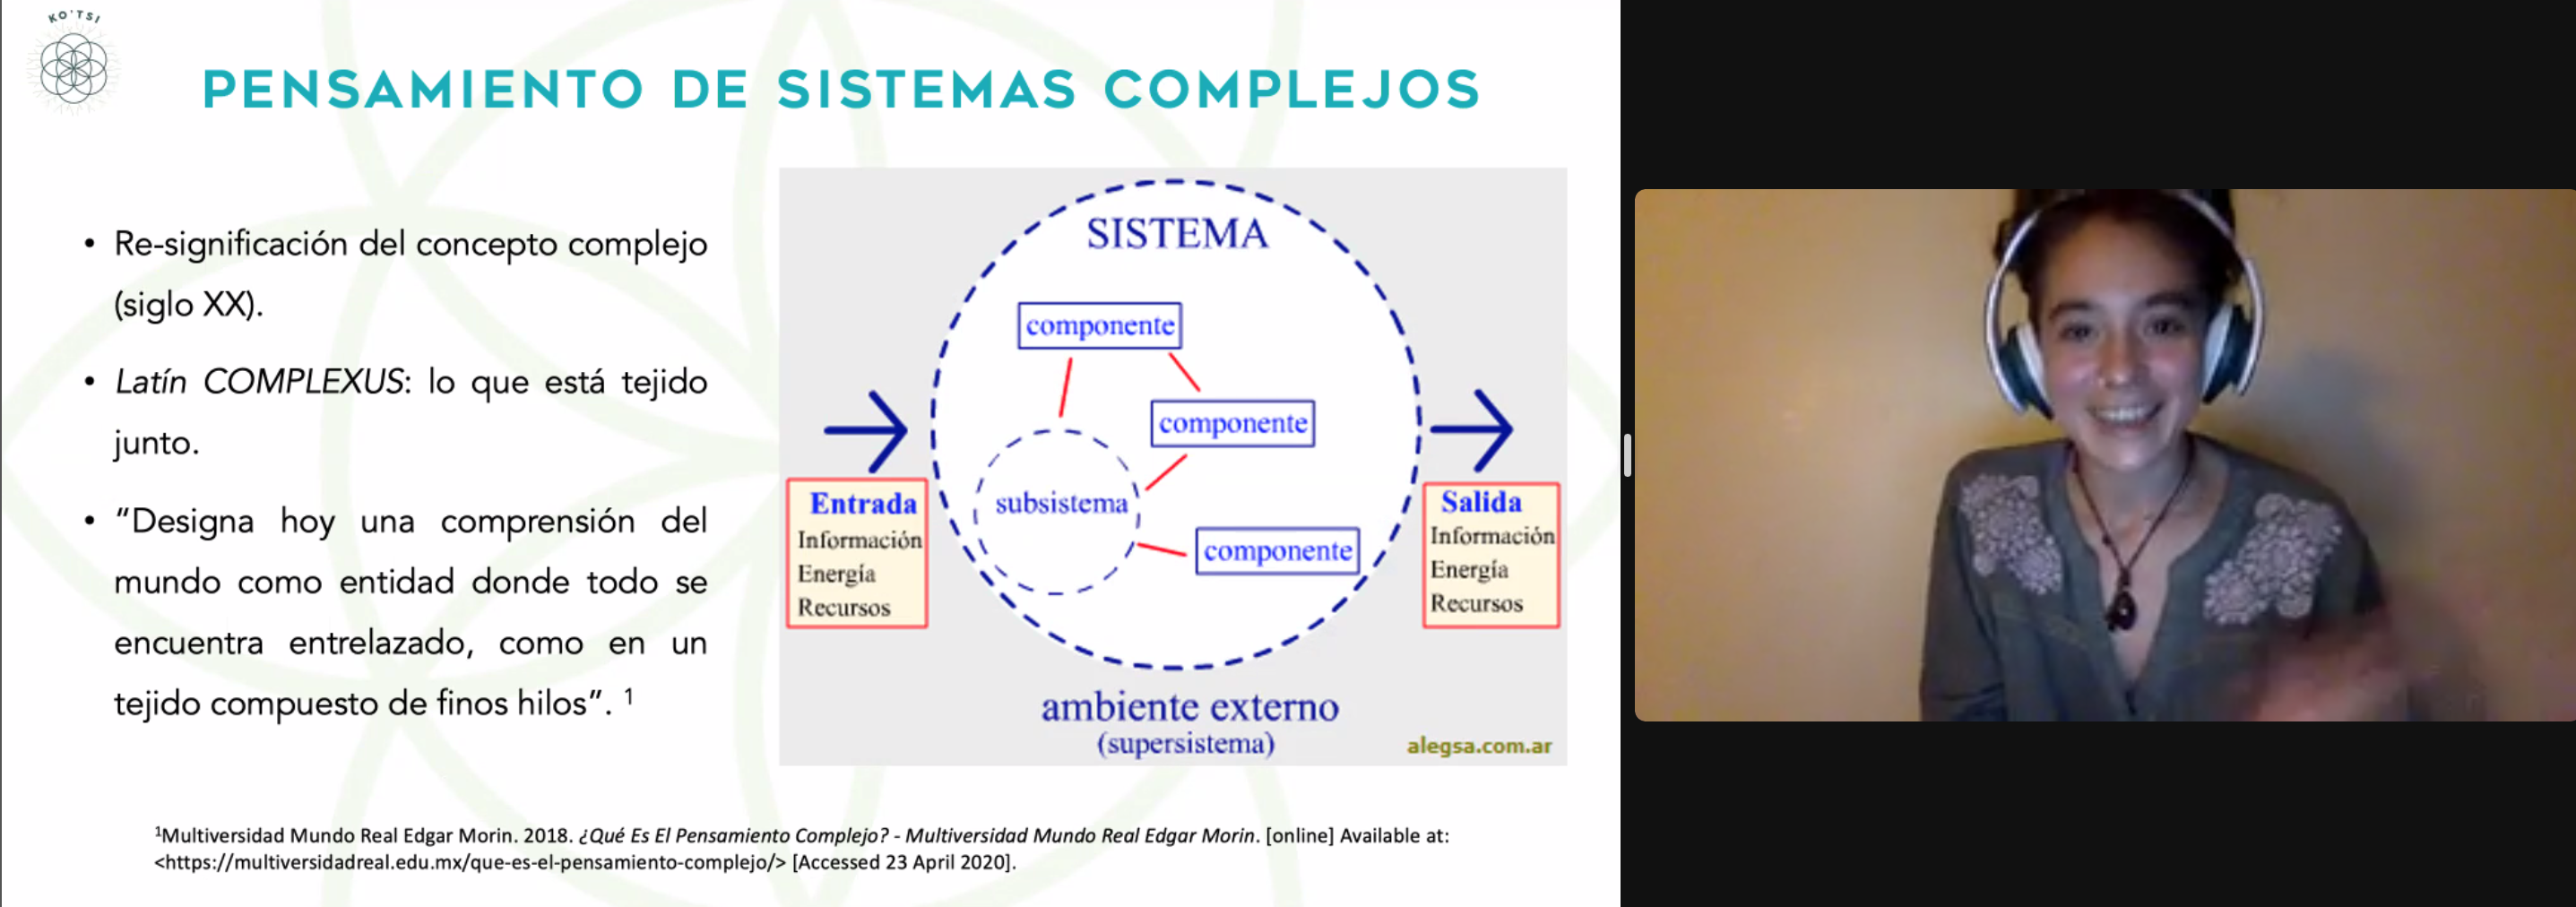 KO'TSI
PENSAMIENTO DE SISTEMAS COMPLEJOS
• Re-significación del concepto complejo
(siglo XX).
• Latín COMPLEXUS: lo que está tejido
junto.
• “Designa hoy una comprensión del
mundo como entidad donde todo se
encuentra entrelazado, como en un
tejido compuesto de finos hilos”. 1
SISTEMA
componente
componente
subsistema
componente
Entrada
Información
Energía
Recursos
Salida
Información
Energía
Recursos
ambiente externo
(supersistema)
alegsa.com.ar
1Multiversidad Mundo Real Edgar Morin. 2018. ¿Qué Es El Pensamiento Complejo? - Multiversidad Mundo Real Edgar Morin. [online] Available at:
<https://multiversidadreal.edu.mx/que-es-el-pensamiento-complejo/> [Accessed 23 April 2020].